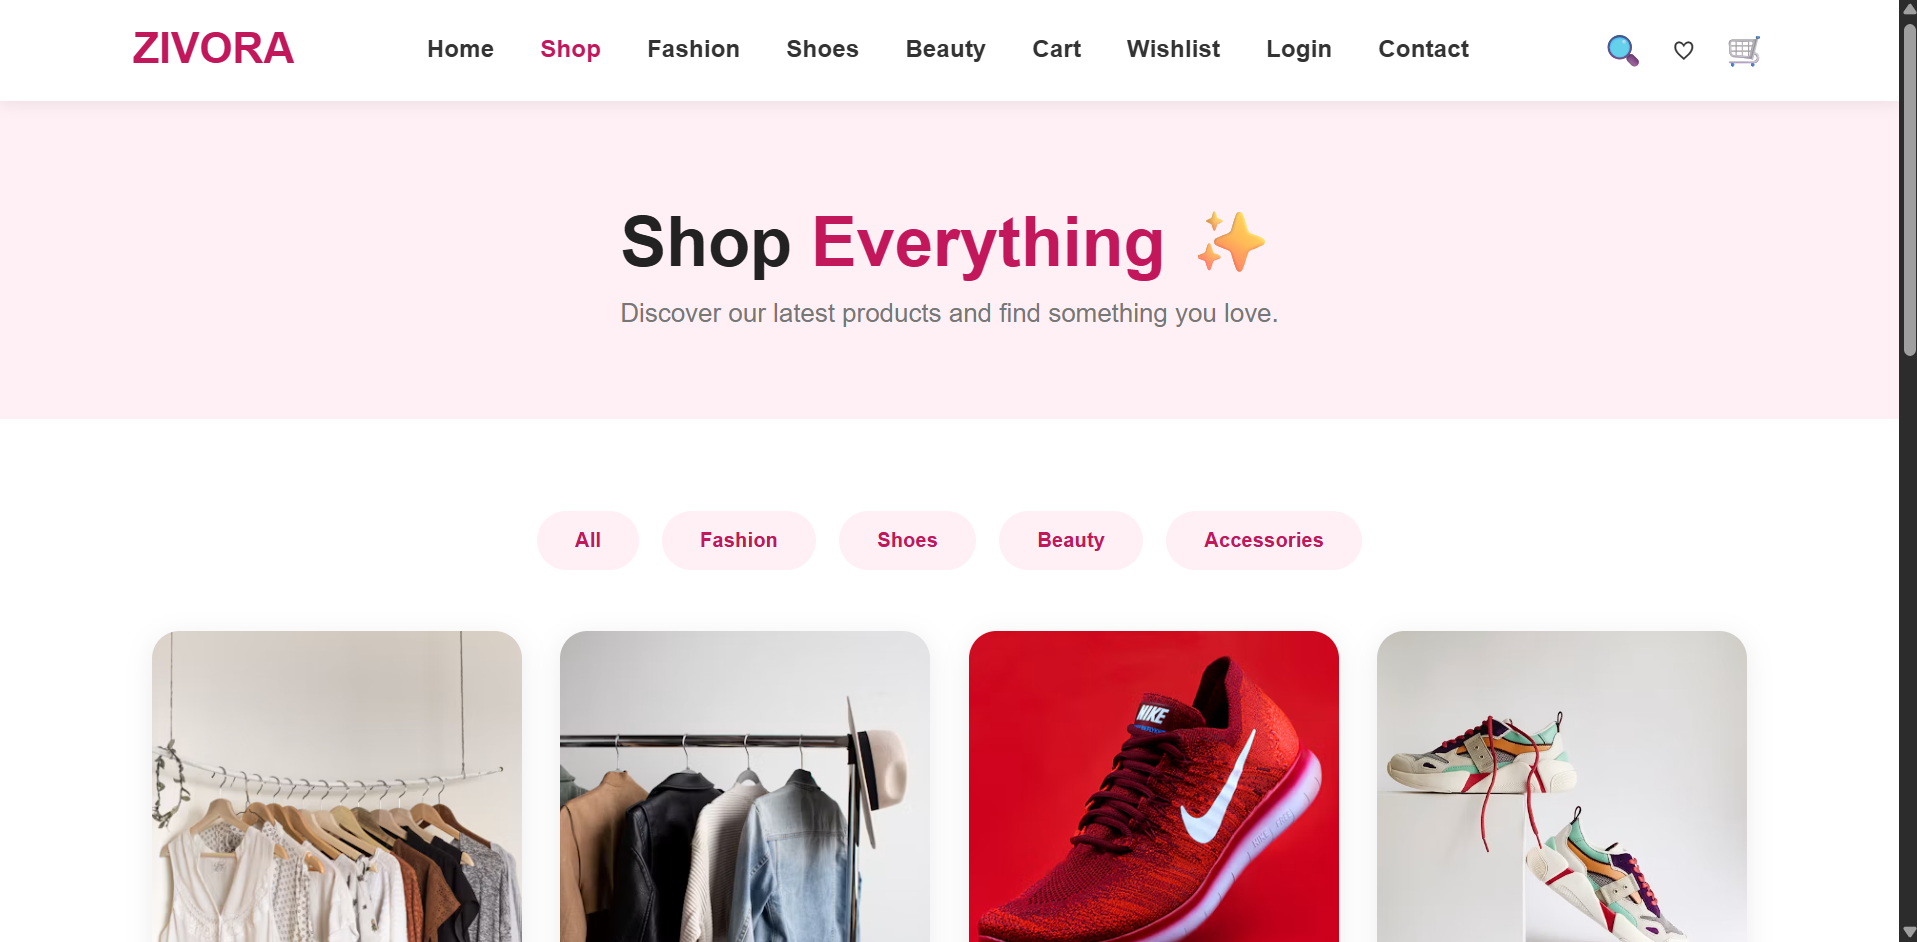 ZIVORA Home Shop Fashion Shoes Beauty Cart Wishlist Login Contact
Shop Everything ✨
Discover our latest products and find something you love.
All Fashion Shoes Beauty Accessories
NIKE